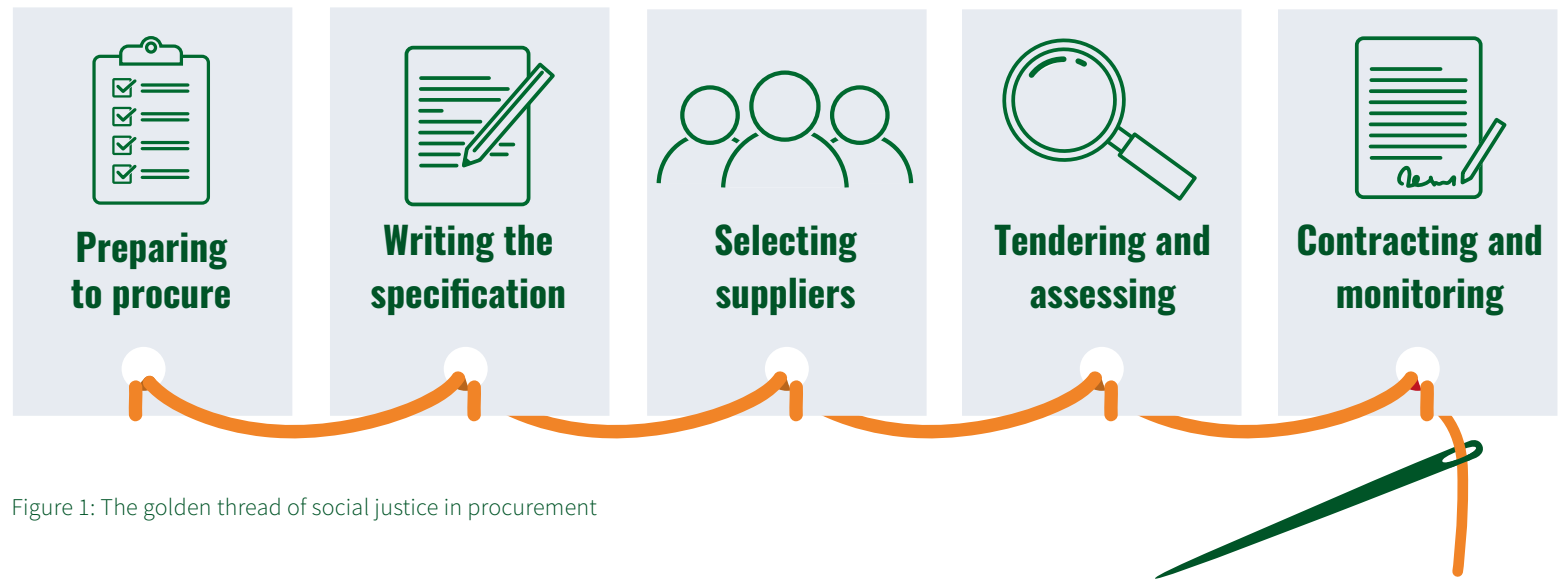 Preparing
to procure
Writing the
specification
Selecting
suppliers
Tendering and
assessing
Contracting and
monitoring
Figure 1: The golden thread of social justice in procurement